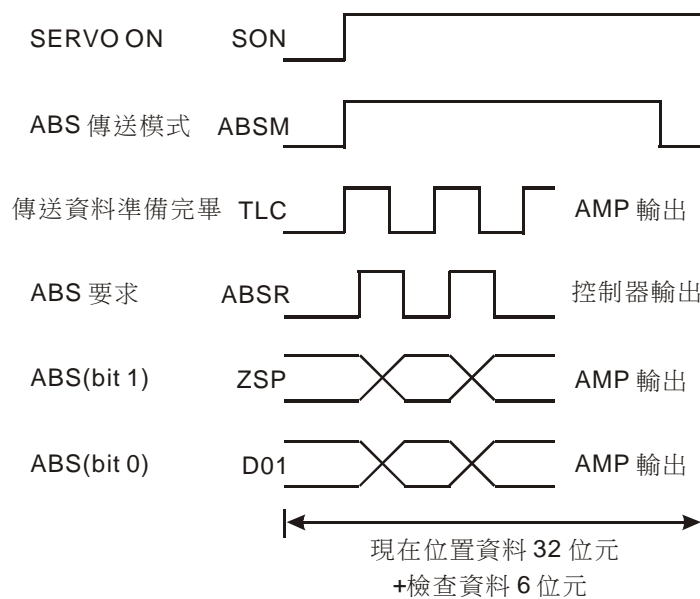 SERVO ON SON
ABS 傳送模式 ABSM
傳送資料準備完畢 TLC AMP 輸出
ABS 要求 ABSR 控制器輸出
ABS(bit 1) ZSP AMP 輸出
ABS(bit 0) D01 AMP 輸出
現在位置資料 32 位元
+檢查資料 6 位元